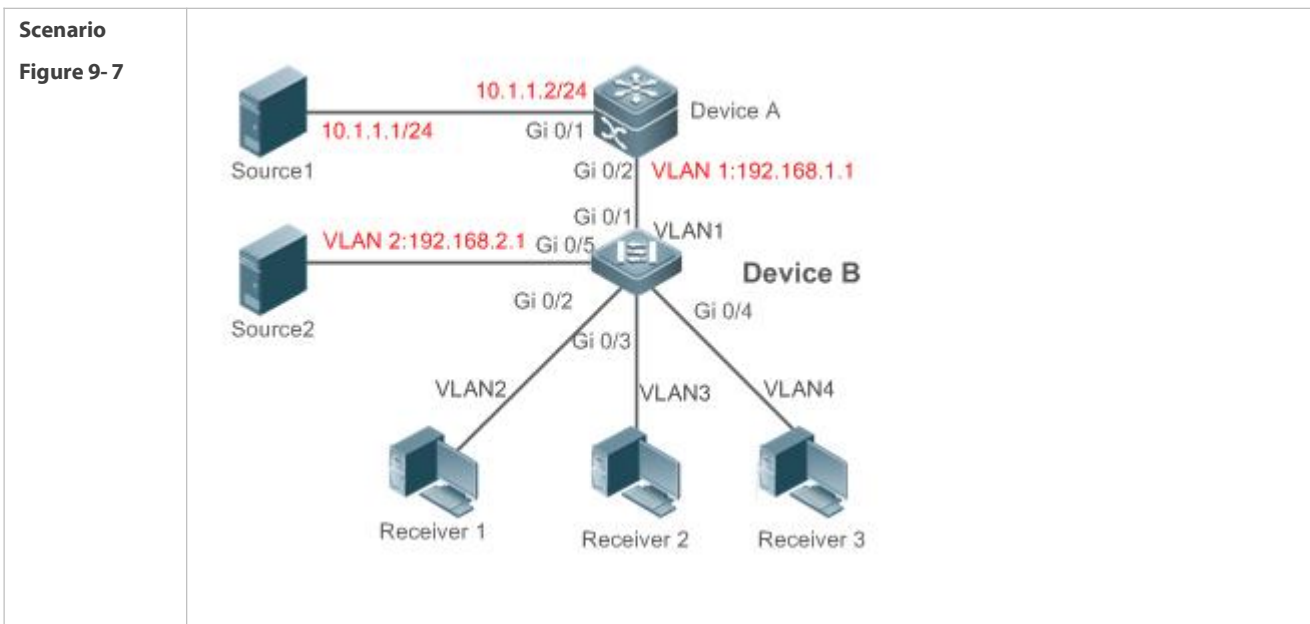 Scenario
Figure 9- 7
10.1.1.2/24
Device A
10.1.1.1/24
Gi 0/1
Source1
Gi 0/2
VLAN 1:192.168.1.1
Gi 0/1
VLAN1
VLAN 2:192.168.2.1
Gi 0/5
Device B
Gi 0/2
Gi 0/4
Source2
Gi 0/3
VLAN2
VLAN3
VLAN4
Receiver 1
Receiver 2
Receiver 3